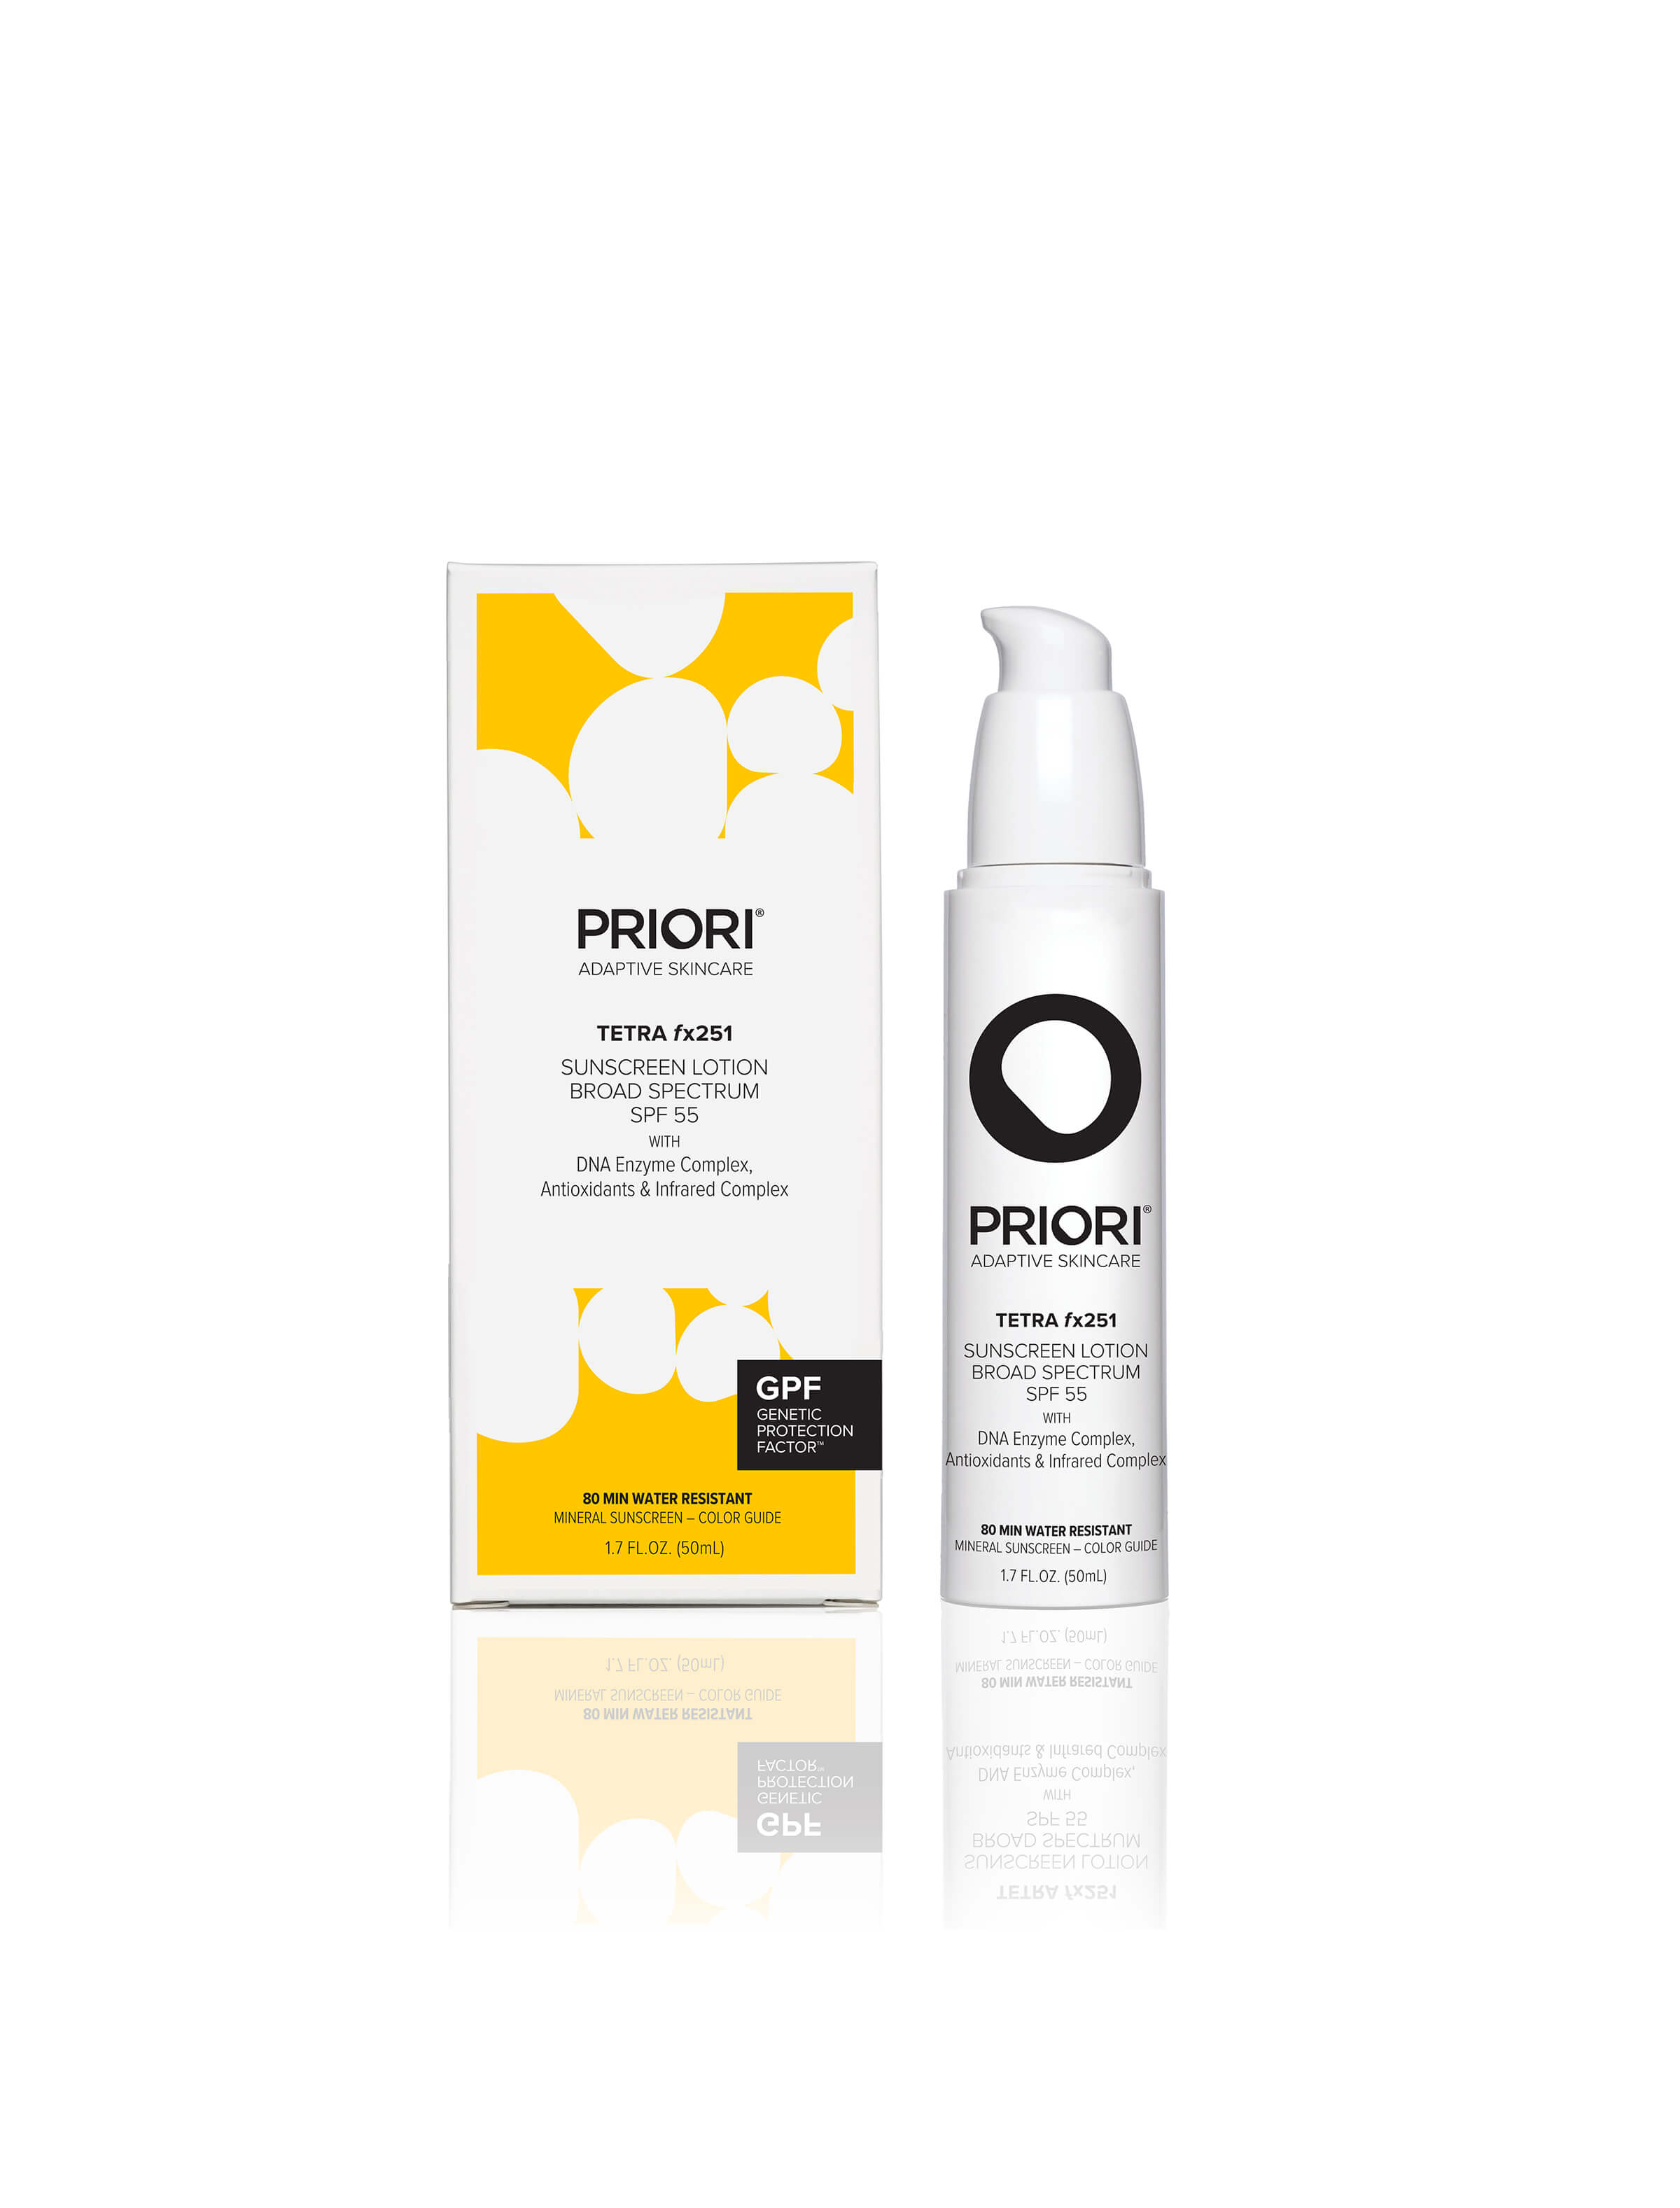 PRIORI®
ADAPTIVE SKINCARE
TETRA fx251
SUNSCREEN LOTION
BROAD SPECTRUM
SPF 55
WITH
DNA Enzyme Complex,
Antioxidants & Infrared Complex
GPF
GENETIC
PROTECTION
FACTOR™
80 MIN WATER RESISTANT
MINERAL SUNSCREEN – COLOR GUIDE
1.7 FL.OZ. (50mL)
PRIORI®
ADAPTIVE SKINCARE
TETRA fx251
SUNSCREEN LOTION
BROAD SPECTRUM
SPF 55
WITH
DNA Enzyme Complex,
Antioxidants & Infrared Complex
80 MIN WATER RESISTANT
MINERAL SUNSCREEN – COLOR GUIDE
1.7 FL.OZ. (50mL)